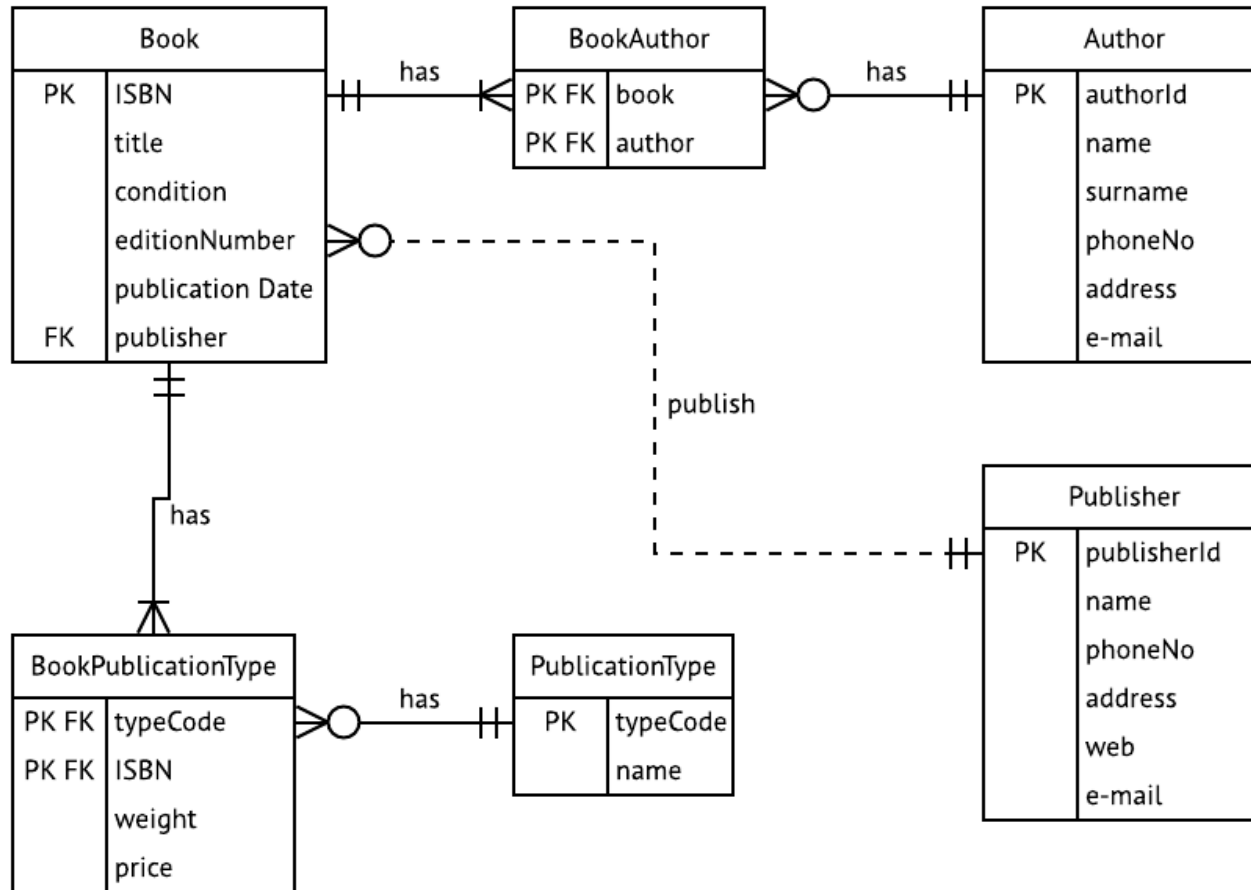 Book
PK ISBN
title
condition
editionNumber
publication Date
FK publisher
has
BookAuthor
PK FK book
PK FK author
has
Author
PK authorId
name
surname
phoneNo
address
e-mail
publish
Publisher
PK publisherId
name
phoneNo
address
web
e-mail
has
BookPublicationType
PK FK typeCode
PK FK ISBN
weight
price
has
PublicationType
PK typeCode
name